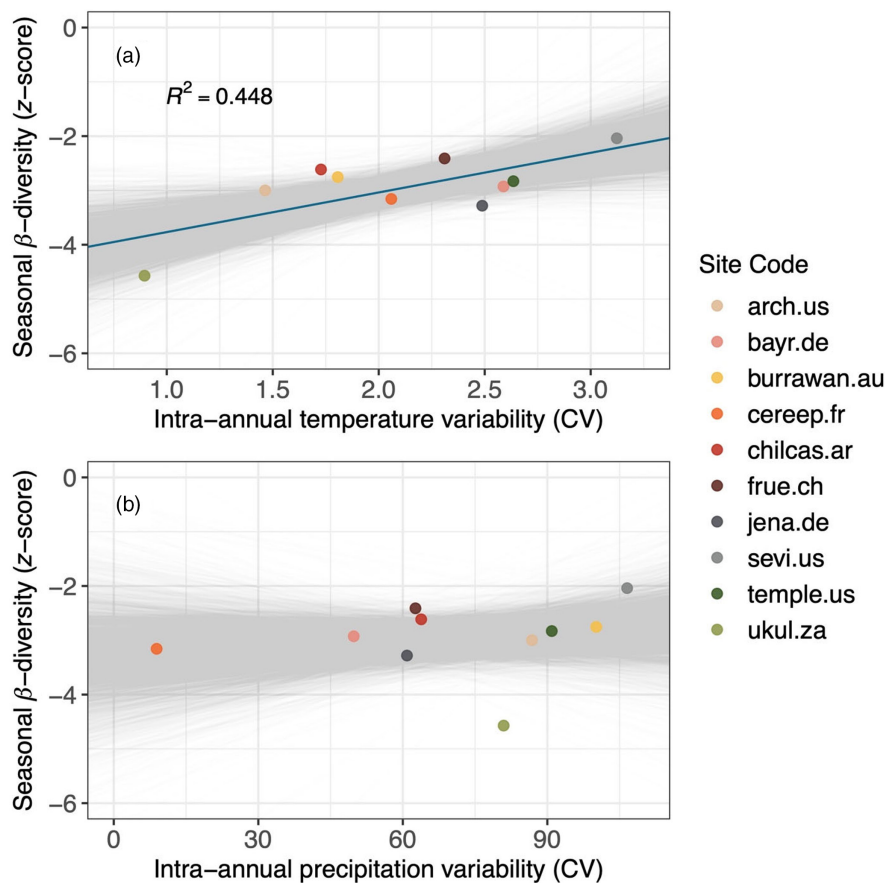 Seasonal β−diversity (z−score)
(a)
R² = 0.448
0
−2
−4
−6
1.0 1.5 2.0 2.5 3.0
Intra−annual temperature variability (CV)
Seasonal β−diversity (z−score)
(b)
0
−2
−4
−6
0 30 60 90
Intra−annual precipitation variability (CV)
Site Code
arch.us
bayr.de
burrawan.au
cereep.fr
chilcas.ar
frue.ch
jena.de
sevi.us
temple.us
ukul.za